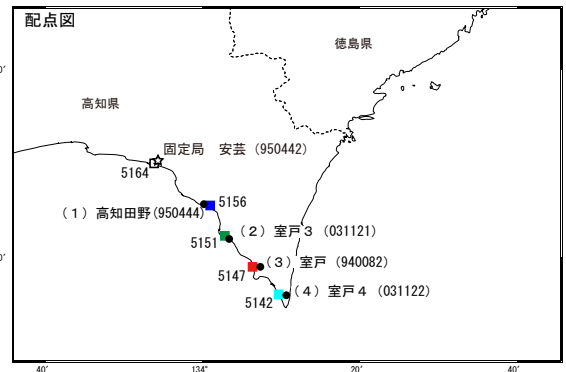 配点図
徳島県
0′
高知県
固定局　安芸（950442）
5164
5156
（１）高知田野(950444)
（２）室戸３（031121）
5151
0′
（３）室戸（940082）
5147
（４）室戸４（031122）
5142
40′ 134° 20′ 40′